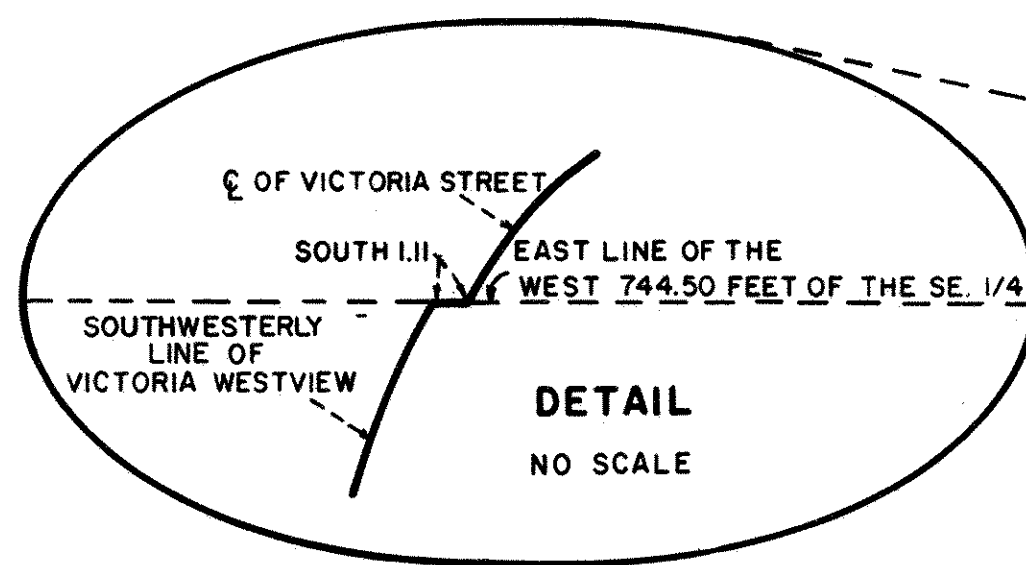 ℄ OF VICTORIA STREET
SOUTH 1.11
EAST LINE OF THE
WEST 744.50 FEET OF THE SE. 1/4
SOUTHWESTERLY
LINE OF
VICTORIA WESTVIEW
DETAIL
NO SCALE